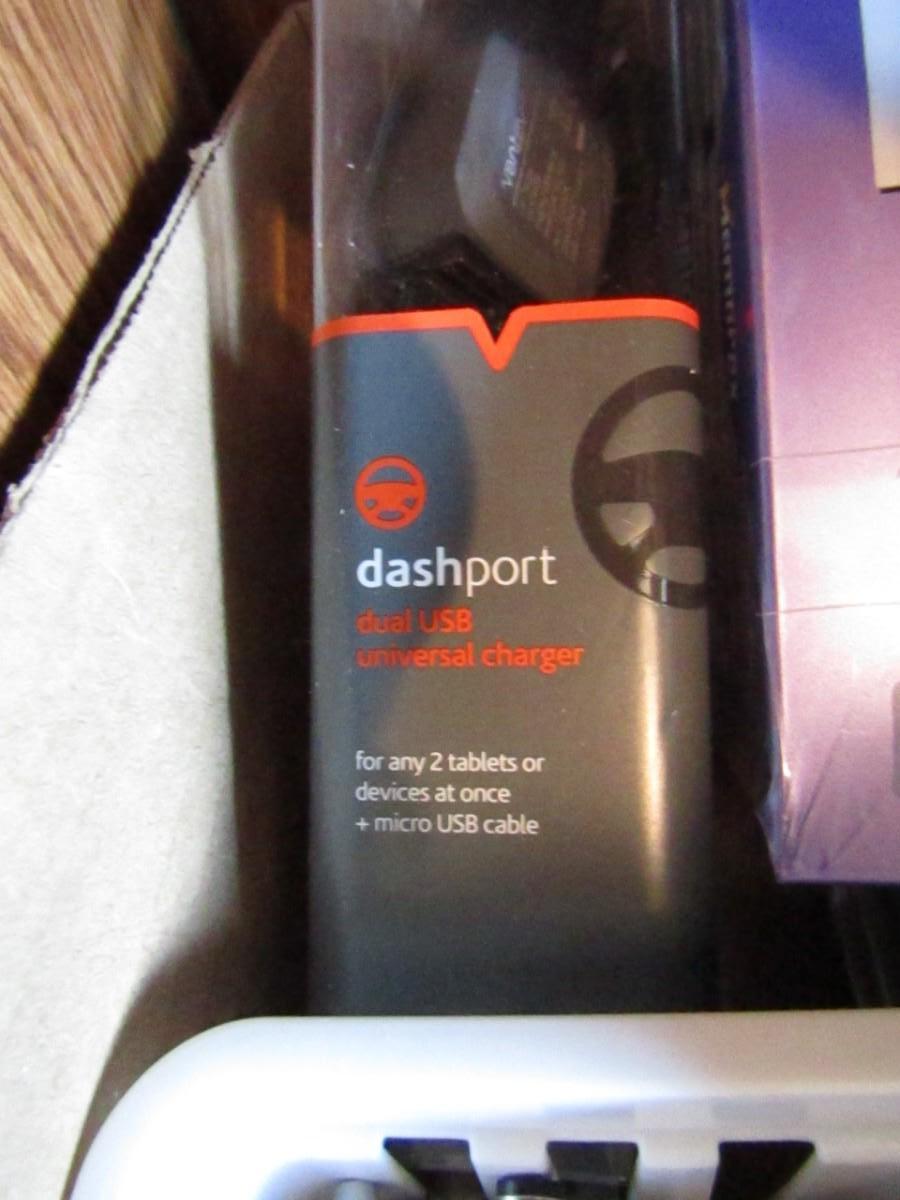 dashport
dual USB
universal charger
for any 2 tablets or
devices at once
+ micro USB cable